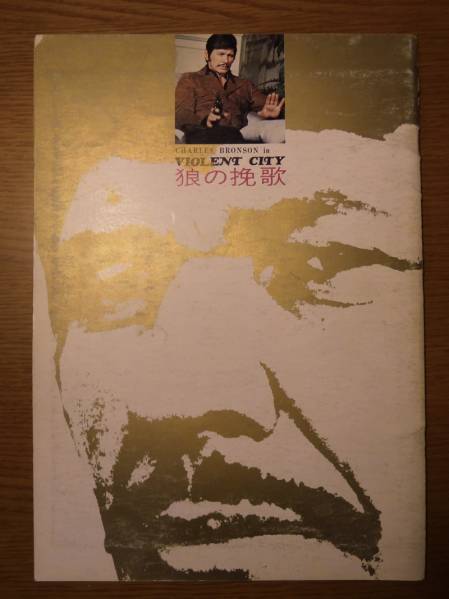 CHARLES BRONSON in
VIOLENT CITY
狼の挽歌